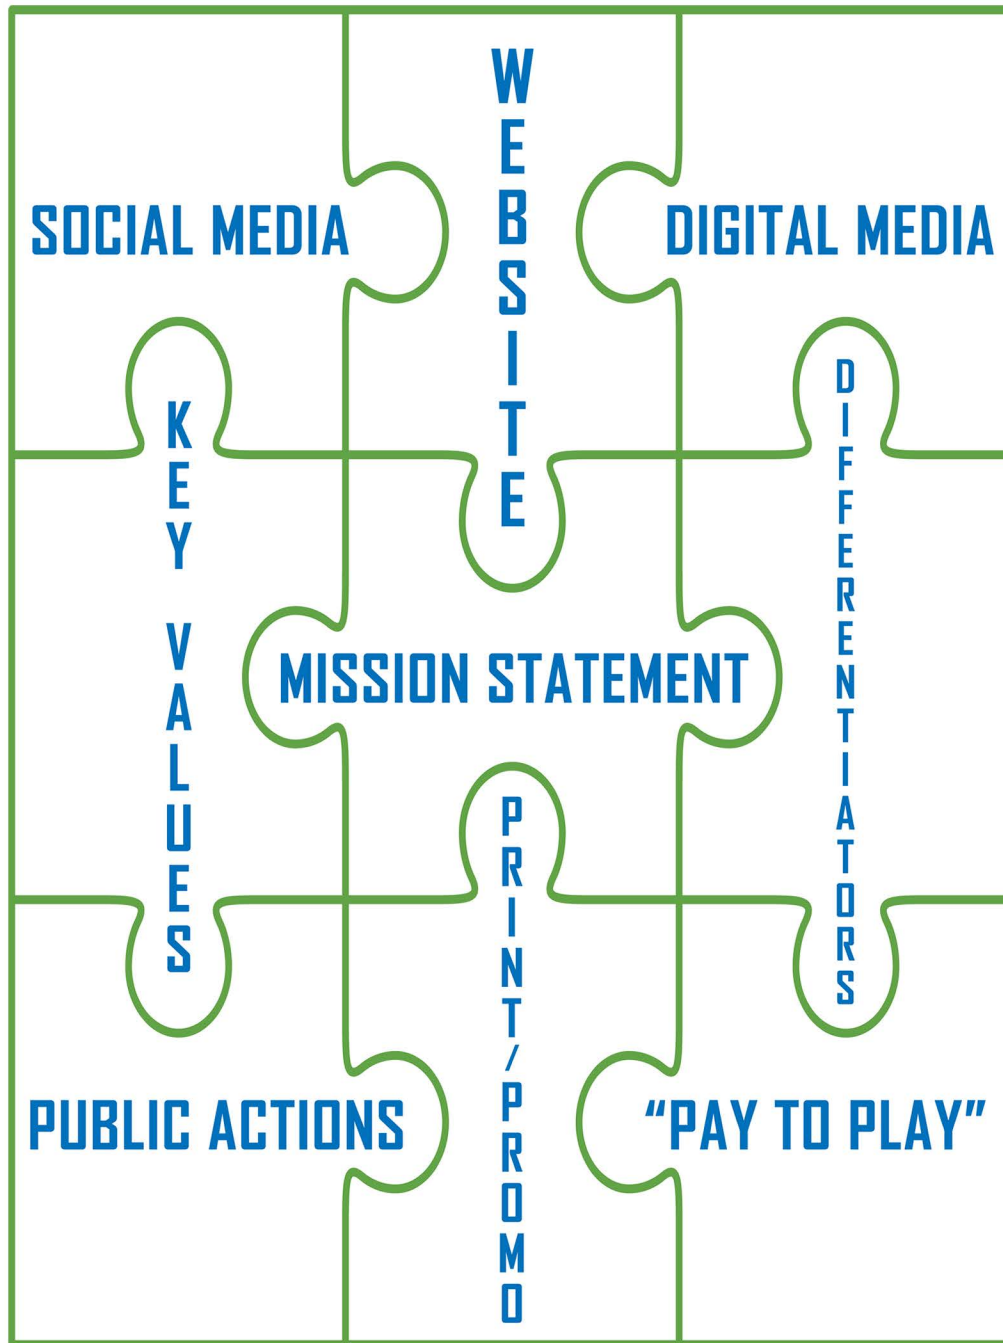 SOCIAL MEDIA
WEBSITE
DIGITAL MEDIA
KEY VALUES
MISSION STATEMENT
DIFFERENTIATORS
PUBLIC ACTIONS
PRINT/PROMO
“PAY TO PLAY”